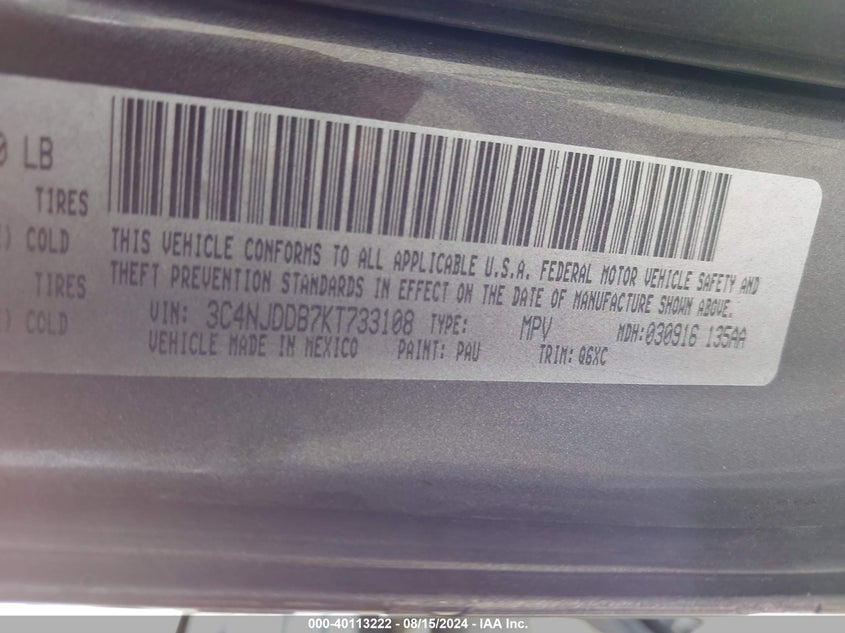 0 LB
TIRES
) COLD
TIRES
) COLD
THIS VEHICLE CONFORMS TO ALL APPLICABLE U.S.A. FEDERAL MOTOR VEHICLE SAFETY AND
THEFT PREVENTION STANDARDS IN EFFECT ON THE DATE OF MANUFACTURE SHOWN ABOVE.
VIN: 3C4NJDDB7KT733108 TYPE: MPV MDH:030916 135AA
VEHICLE MADE IN MEXICO PAINT: PAU TRIM: Q6XC
000-40113222 - 08/15/2024 - IAA Inc.